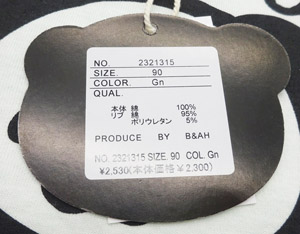 NO. 2321315
SIZE. 90
COLOR. Gn
QUAL.
本体 綿 100%
リブ 綿 95%
ポリウレタン 5%
PRODUCE BY B&AH
NO. 2321315 SIZE. 90 COL. Gn
¥2,530(本体価格¥2,300)